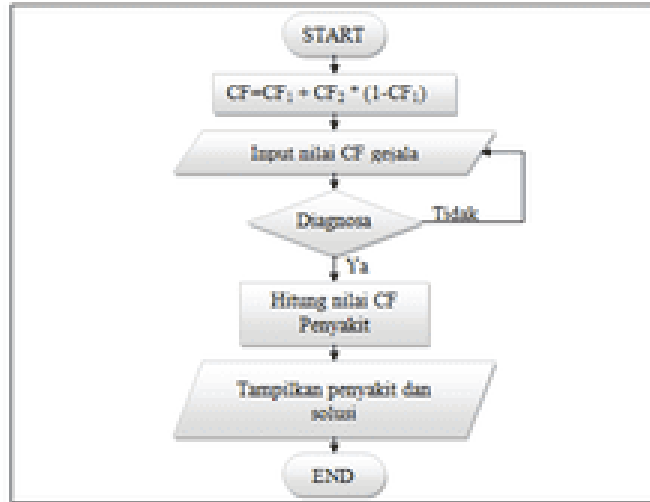 START
CF=CF₁ + CF₂ * (1-CF₁)
Input nilai CF gejala
Diagnosa
Tidak
Ya
Hitung nilai CF
Penyakit
Tampilkan penyakit dan
solusi
END